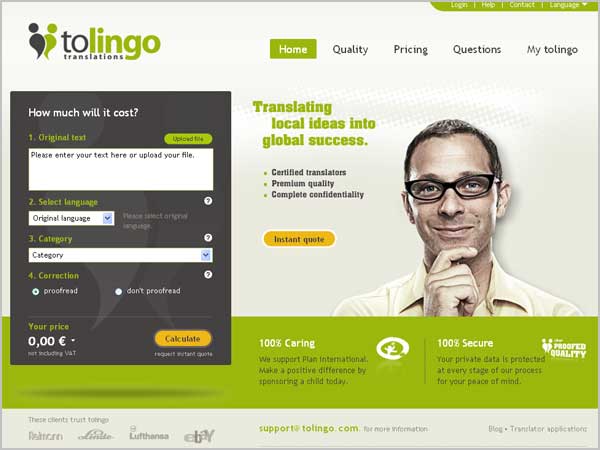 Login | Help | Contact | Language
tolingo
translations
Home
Quality
Pricing
Questions
My tolingo
How much will it cost?
1. Original text
Upload file
Please enter your text here or upload your file.
2. Select language
?
Original language
Please select original
language.
3. Category
?
Category
4. Correction
?
proofread
don't proofread
Your price
0,00 €
not including VAT
Calculate
request instant quote
Translating
local ideas into
global success.
Certified translators
Premium quality
Complete confidentiality
Instant quote
100% Caring
We support Plan International.
Make a positive difference by
sponsoring a child today.
100% Secure
Your private data is protected
at every stage of our process
for your peace of mind.
PROOFED
QUALITY
These clients trust tolingo
Lufthansa
ebay
support@tolingo.com. for more information
Blog • Translator applications